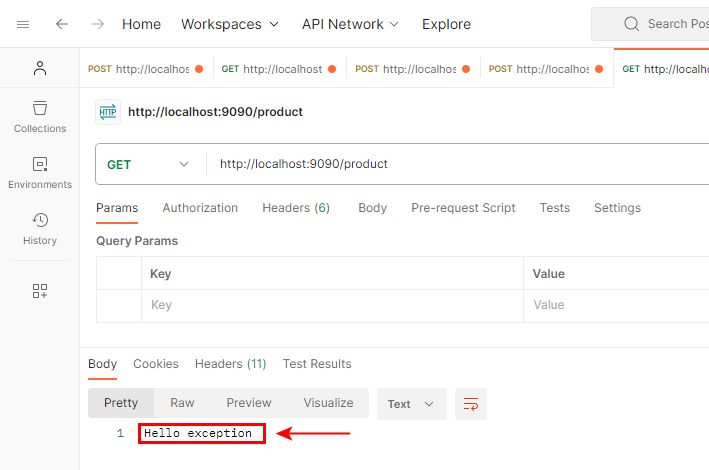 Home Workspaces API Network Explore Search Pos
POST http://localhos GET http://localhost POST http://localhos POST http://localhos GET http://localho
HTTP http://localhost:9090/product
Collections
GET http://localhost:9090/product
Environments
Params Authorization Headers (6) Body Pre-request Script Tests Settings
History
Query Params
Key Value
Key Value
Body Cookies Headers (11) Test Results
Pretty Raw Preview Visualize Text
1 Hello exception